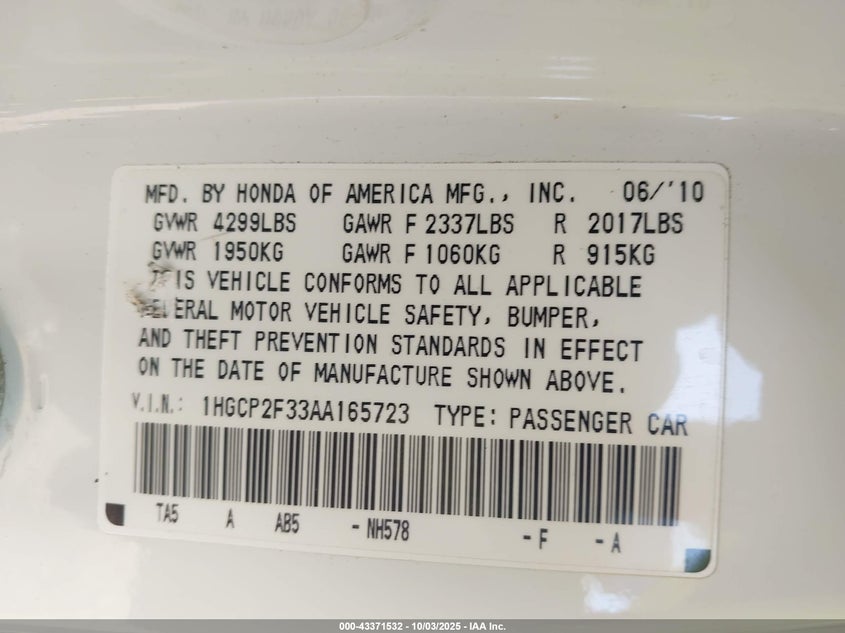 MFD. BY HONDA OF AMERICA MFG., INC. 06/'10
GVWR 4299LBS GAWR F 2337LBS R 2017LBS
GVWR 1950KG GAWR F 1060KG R 915KG
THIS VEHICLE CONFORMS TO ALL APPLICABLE
FEDERAL MOTOR VEHICLE SAFETY, BUMPER,
AND THEFT PREVENTION STANDARDS IN EFFECT
ON THE DATE OF MANUFACTURE SHOWN ABOVE.
V.I.N.: 1HGCP2F33AA165723 TYPE: PASSENGER CAR
TA5 A AB5 - NH578 - F - A
000-43371532 - 10/03/2025 - IAA Inc.